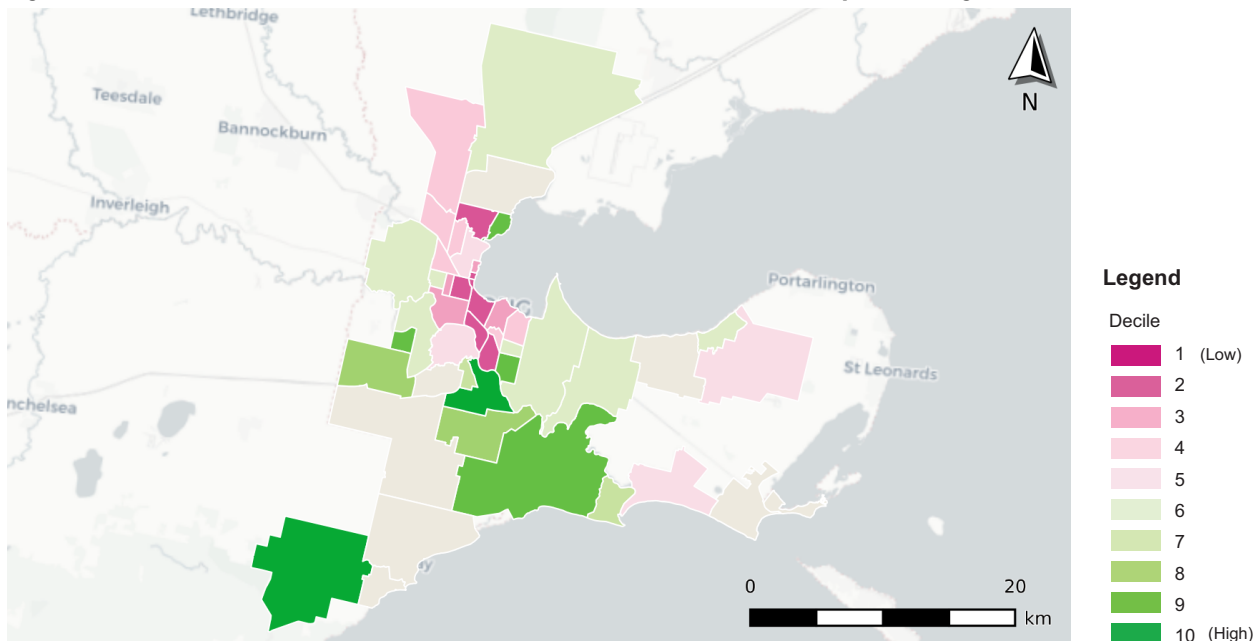 Lethbridge
Teesdale
Bannockburn
Inverleigh
nchelsea
Portarlington
St Leonards
N
0 20
km
Legend
Decile
1 (Low)
2
3
4
5
6
7
8
9
10 (High)